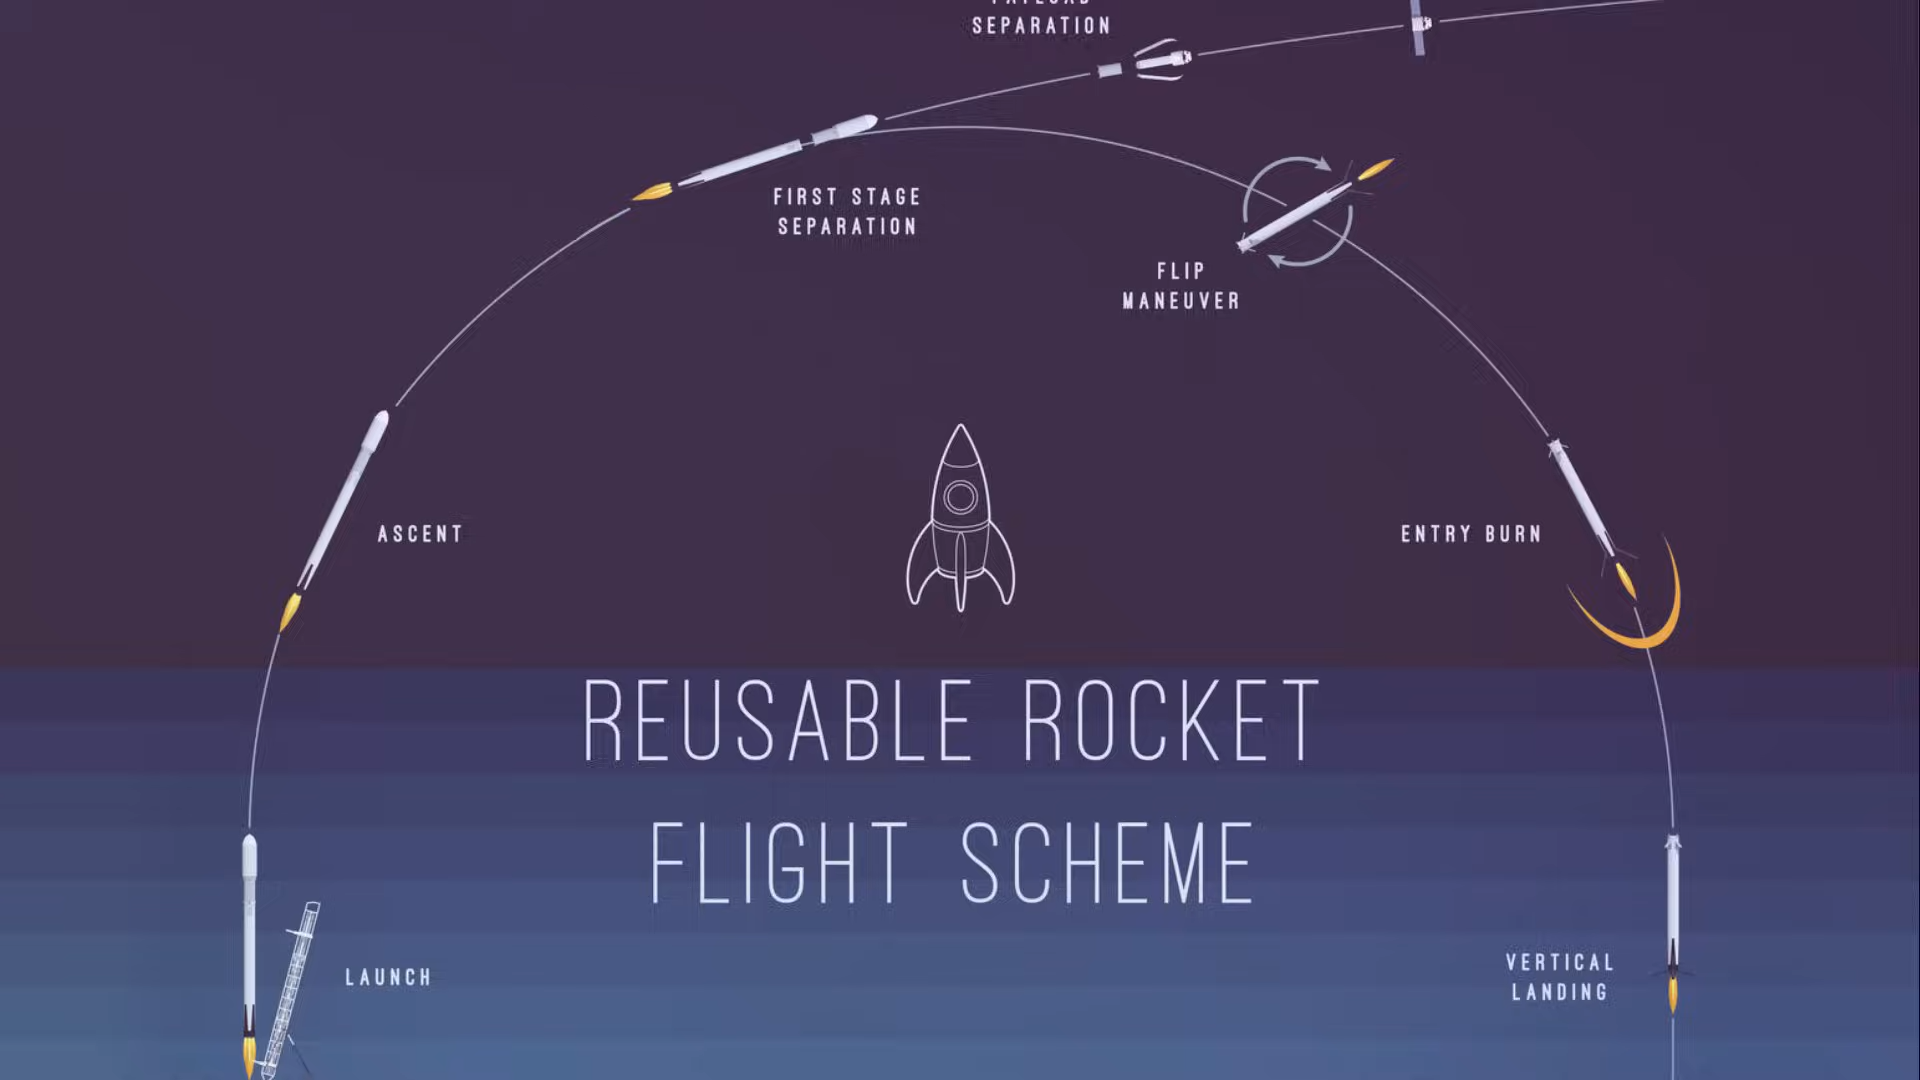 SEPARATION
FIRST STAGE
SEPARATION
FLIP
MANEUVER
ASCENT
ENTRY BURN
REUSABLE ROCKET
FLIGHT SCHEME
LAUNCH
VERTICAL
LANDING